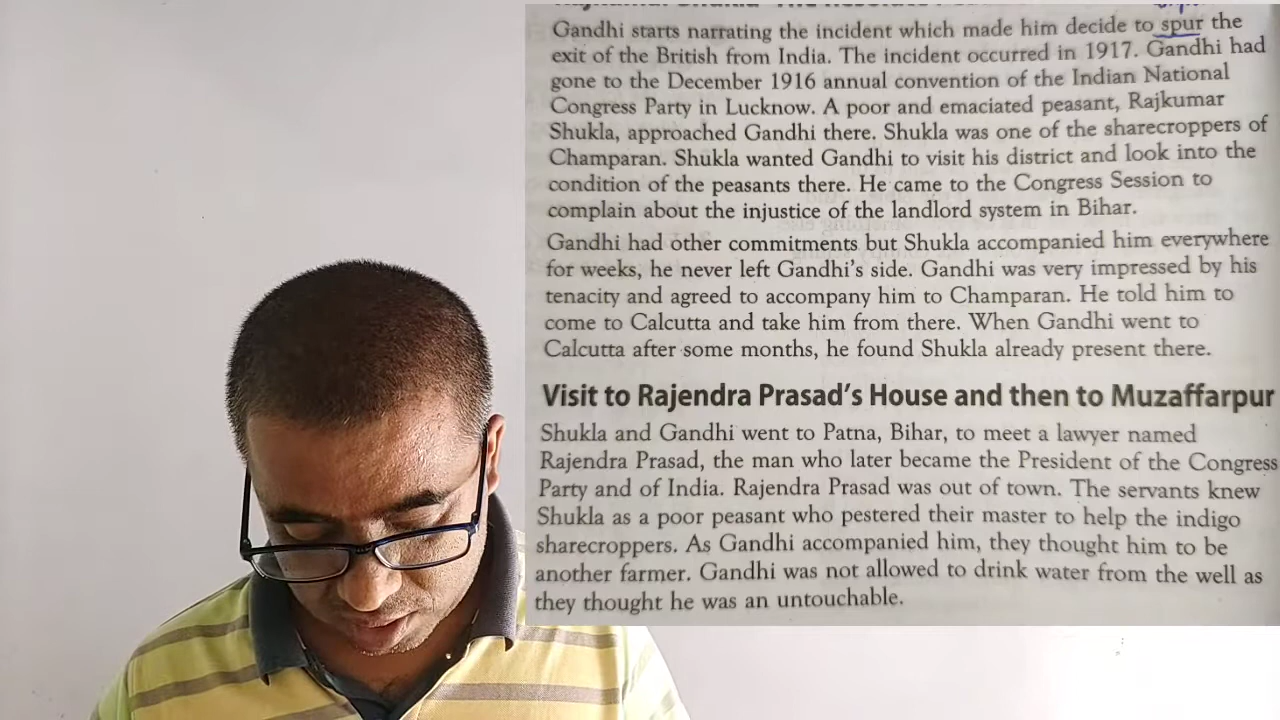 Gandhi starts narrating the incident which made him decide to spur the
exit of the British from India. The incident occurred in 1917. Gandhi had
gone to the December 1916 annual convention of the Indian National
Congress Party in Lucknow. A poor and emaciated peasant, Rajkumar
Shukla, approached Gandhi there. Shukla was one of the sharecroppers of
Champaran. Shukla wanted Gandhi to visit his district and look into the
condition of the peasants there. He came to the Congress Session to
complain about the injustice of the landlord system in Bihar.
Gandhi had other commitments but Shukla accompanied him everywhere
for weeks, he never left Gandhi's side. Gandhi was very impressed by his
tenacity and agreed to accompany him to Champaran. He told him to
come to Calcutta and take him from there. When Gandhi went to
Calcutta after some months, he found Shukla already present there.
Visit to Rajendra Prasad's House and then to Muzaffarpur
Shukla and Gandhi went to Patna, Bihar, to meet a lawyer named
Rajendra Prasad, the man who later became the President of the Congress
Party and of India. Rajendra Prasad was out of town. The servants knew
Shukla as a poor peasant who pestered their master to help the indigo
sharecroppers. As Gandhi accompanied him, they thought him to be
another farmer. Gandhi was not allowed to drink water from the well as
they thought he was an untouchable.